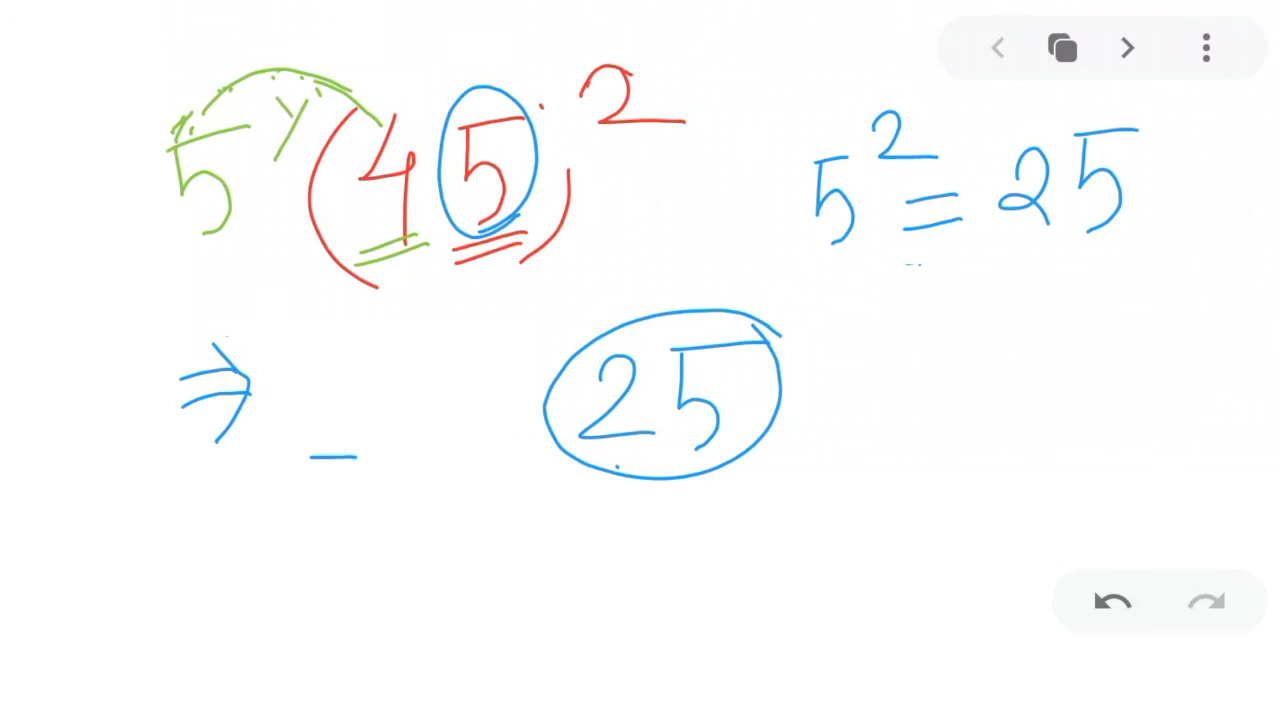 5 × (45)² 5² = 25
⇒ _ 25